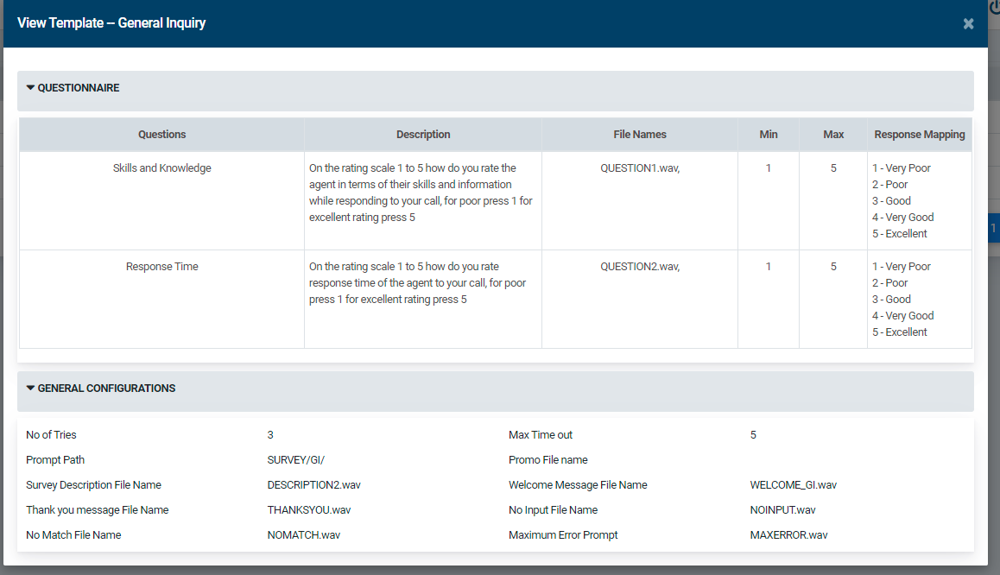 View Template -- General Inquiry
QUESTIONNAIRE
Questions Description File Names Min Max Response Mapping
Skills and Knowledge
On the rating scale 1 to 5 how do you rate the
agent in terms of their skills and information
while responding to your call, for poor press 1 for
excellent rating press 5
QUESTION1.wav,
1
5
1 - Very Poor
2 - Poor
3 - Good
4 - Very Good
5 - Excellent
Response Time
On the rating scale 1 to 5 how do you rate
response time of the agent to your call, for poor
press 1 for excellent rating press 5
QUESTION2.wav,
1
5
1 - Very Poor
2 - Poor
3 - Good
4 - Very Good
5 - Excellent
1
GENERAL CONFIGURATIONS
No of Tries 3 Max Time out 5
Prompt Path SURVEY/GI/ Promo File name
Survey Description File Name DESCRIPTION2.wav Welcome Message File Name WELCOME_GI.wav
Thank you message File Name THANKSYOU.wav No Input File Name NOINPUT.wav
No Match File Name NOMATCH.wav Maximum Error Prompt MAXERROR.wav